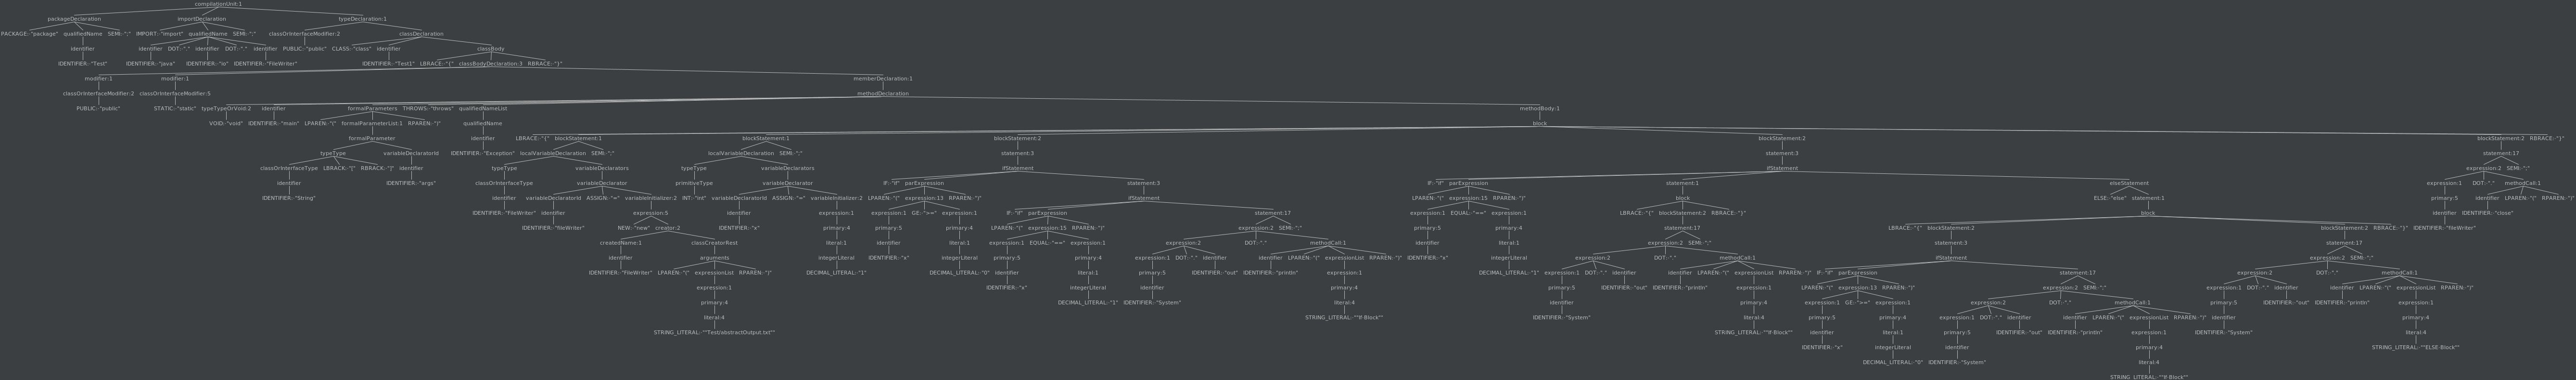 compilationUnit:1
packageDeclaration importDeclaration typeDeclaration:1
PACKAGE:-"package" qualifiedName SEMI:-";" IMPORT:-"import" qualifiedName SEMI:-";" classOrInterfaceModifier:2 classDeclaration
identifier identifier DOT:-"." identifier DOT:-"." identifier PUBLIC:-"public" CLASS:-"class" identifier classBody
IDENTIFIER:-"Test" IDENTIFIER:-"java" IDENTIFIER:-"io" IDENTIFIER:-"FileWriter" IDENTIFIER:-"Test1" LBRACE:-"{" classBodyDeclaration:3 RBRACE:-"}"
modifier:1 modifier:1 memberDeclaration:1
classOrInterfaceModifier:2 classOrInterfaceModifier:5 methodDeclaration
PUBLIC:-"public" STATIC:-"static" typeTypeOrVoid:2 identifier formalParameters THROWS:-"throws" qualifiedNameList methodBody:1
VOID:-"void" IDENTIFIER:-"main" LPAREN:-"(" formalParameterList:1 RPAREN:-")" qualifiedName block
formalParameter identifier LBRACE:-"{" blockStatement:1 blockStatement:1 blockStatement:2 blockStatement:2 blockStatement:2 RBRACE:-"}"
typeType variableDeclaratorId IDENTIFIER:-"Exception" localVariableDeclaration SEMI:-";" localVariableDeclaration SEMI:-";" statement:3 statement:3 statement:17
classOrInterfaceType LBRACK:-"[" RBRACK:-"]" identifier typeType variableDeclarators typeType variableDeclarators ifStatement ifStatement expression:2 SEMI:-";"
identifier IDENTIFIER:-"args" classOrInterfaceType variableDeclarator primitiveType variableDeclarator IF:-"if" parExpression statement:3 IF:-"if" parExpression statement:1 elseStatement expression:1 DOT:-"." methodCall:1
IDENTIFIER:-"String" identifier variableDeclaratorId ASSIGN:-"=" variableInitializer:2 INT:-"int" variableDeclaratorId ASSIGN:-"=" variableInitializer:2 LPAREN:-"(" expression:13 RPAREN:-")" ifStatement LPAREN:-"(" expression:15 RPAREN:-")" block ELSE:-"else" statement:1 primary:5 identifier LPAREN:-"(" RPAREN:-")"
IDENTIFIER:-"FileWriter" identifier expression:5 identifier expression:1 expression:1 GE:-">=" expression:1 IF:-"if" parExpression statement:17 expression:1 EQUAL:-"==" expression:1 LBRACE:-"{" blockStatement:2 RBRACE:-"}" block identifier IDENTIFIER:-"close"
IDENTIFIER:-"fileWriter" NEW:-"new" creator:2 IDENTIFIER:-"x" primary:4 primary:5 primary:4 LPAREN:-"(" expression:15 RPAREN:-")" expression:2 SEMI:-";" primary:5 primary:4 statement:17 LBRACE:-"{" blockStatement:2 blockStatement:2 RBRACE:-"}" IDENTIFIER:-"fileWriter"
createdName:1 classCreatorRest literal:1 identifier literal:1 expression:1 EQUAL:-"==" expression:1 expression:2 DOT:-"." methodCall:1 identifier literal:1 expression:2 SEMI:-";" statement:3 statement:17
identifier arguments integerLiteral IDENTIFIER:-"x" integerLiteral primary:5 primary:4 expression:1 DOT:-"." identifier identifier LPAREN:-"(" expressionList RPAREN:-")" IDENTIFIER:-"x" integerLiteral expression:2 DOT:-"." methodCall:1 ifStatement expression:2 SEMI:-";"
IDENTIFIER:-"FileWriter" LPAREN:-"(" expressionList RPAREN:-")" DECIMAL_LITERAL:-"1" DECIMAL_LITERAL:-"0" identifier literal:1 primary:5 IDENTIFIER:-"out" IDENTIFIER:-"println" expression:1 DECIMAL_LITERAL:-"1" expression:1 DOT:-"." identifier identifier LPAREN:-"(" expressionList RPAREN:-")" IF:-"if" parExpression statement:17 expression:2 DOT:-"." methodCall:1
expression:1 IDENTIFIER:-"x" integerLiteral identifier primary:4 primary:5 IDENTIFIER:-"out" IDENTIFIER:-"println" expression:1 LPAREN:-"(" expression:13 RPAREN:-")" expression:2 SEMI:-";" expression:1 DOT:-"." identifier identifier LPAREN:-"(" expressionList RPAREN:-")"
primary:4 DECIMAL_LITERAL:-"1" IDENTIFIER:-"System" literal:4 identifier primary:4 expression:1 GE:-">=" expression:1 expression:2 DOT:-"." methodCall:1 primary:5 IDENTIFIER:-"out" IDENTIFIER:-"println" expression:1
literal:4 STRING_LITERAL:-""If Block"" IDENTIFIER:-"System" literal:4 primary:5 primary:4 expression:1 DOT:-"." identifier identifier LPAREN:-"(" expressionList RPAREN:-")" identifier primary:4
STRING_LITERAL:-""Test/abstractOutput.txt"" STRING_LITERAL:-""If-Block"" identifier literal:1 primary:5 IDENTIFIER:-"out" IDENTIFIER:-"println" expression:1 IDENTIFIER:-"System" literal:4
IDENTIFIER:-"x" integerLiteral identifier primary:4 STRING_LITERAL:-""ELSE-Block""
DECIMAL_LITERAL:-"0" IDENTIFIER:-"System" literal:4
STRING_LITERAL:-""If-Block""